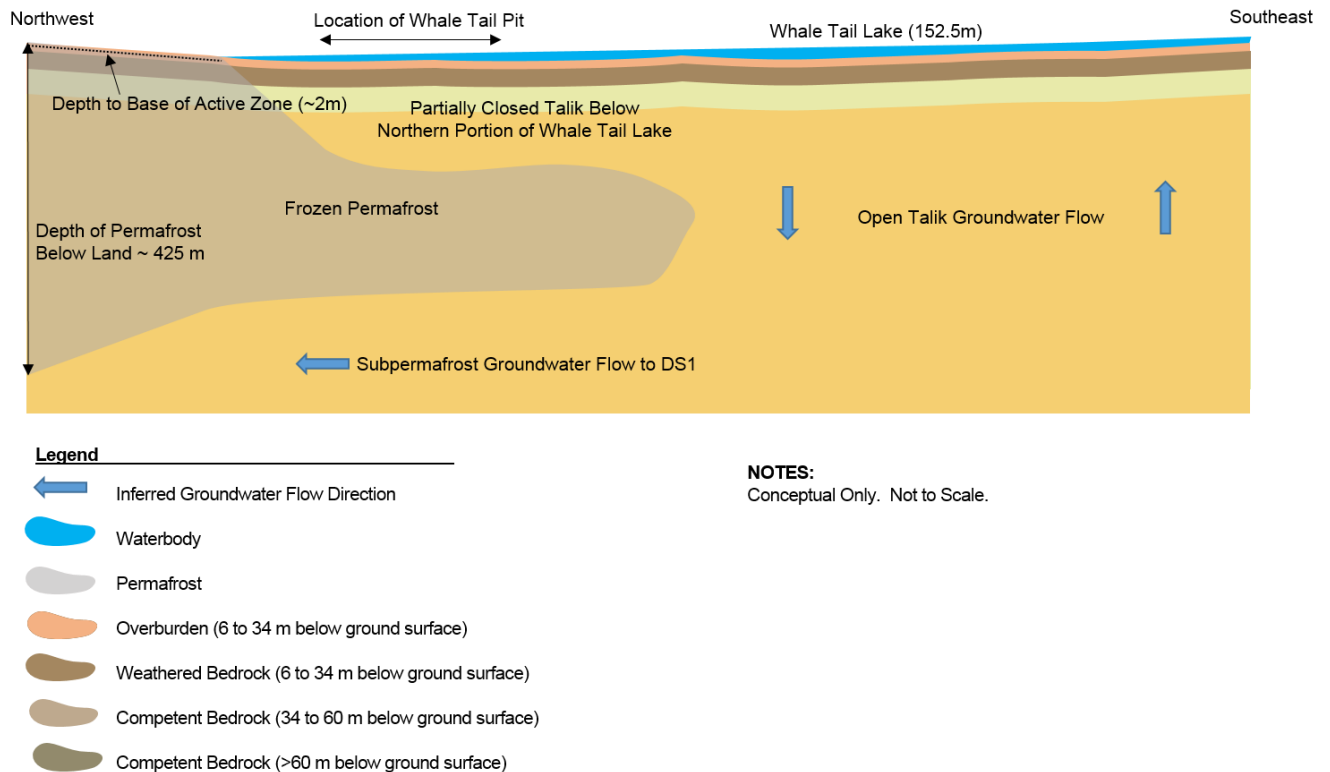 Northwest
Location of Whale Tail Pit
Southeast
Whale Tail Lake (152.5m)
Depth to Base of Active Zone (~2m)
Partially Closed Talik Below
Northern Portion of Whale Tail Lake
Frozen Permafrost
Open Talik Groundwater Flow
Depth of Permafrost
Below Land ~ 425 m
Subpermafrost Groundwater Flow to DS1
Legend
Inferred Groundwater Flow Direction
Waterbody
Permafrost
Overburden (6 to 34 m below ground surface)
Weathered Bedrock (6 to 34 m below ground surface)
Competent Bedrock (34 to 60 m below ground surface)
Competent Bedrock (>60 m below ground surface)
NOTES:
Conceptual Only. Not to Scale.